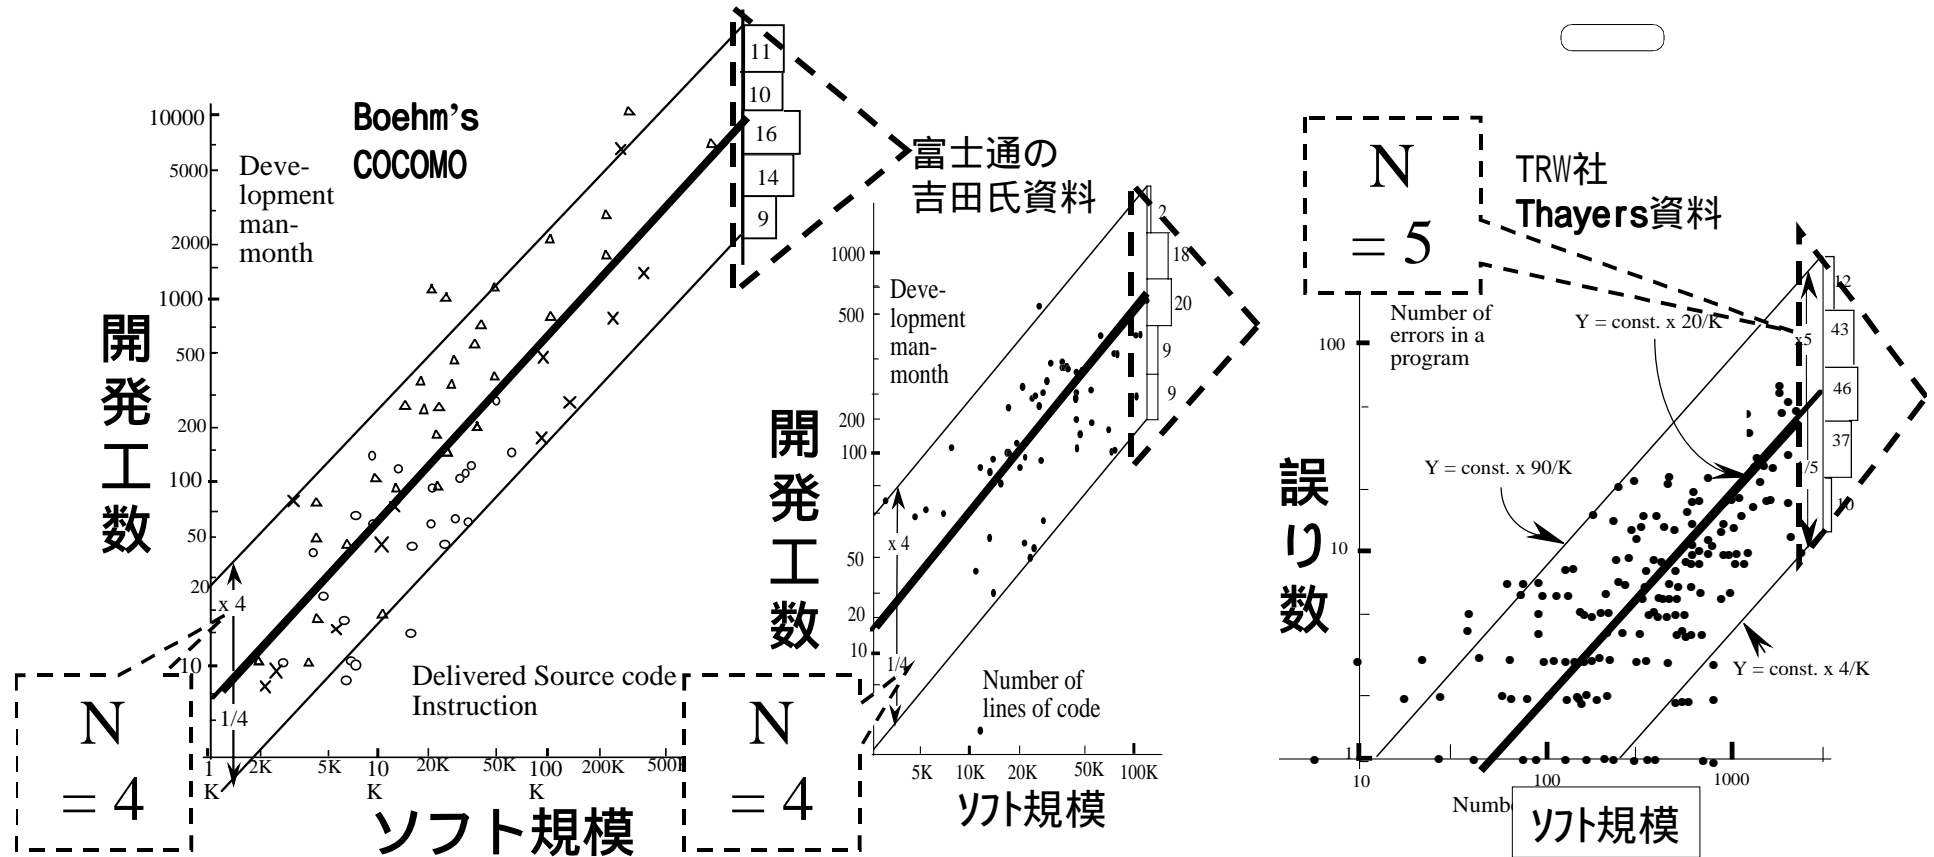 Boehm's
COCOMO
Deve-
lopment
man-
month
開発工数
10000
5000
2000
1000
500
200
100
50
20
10
x 4
1/4
N
= 4
1
K
2K
5K
10
K
20K
50K
100
K
200K
500K
Delivered Source code
Instruction
ソフト規模
11
10
16
14
9
富士通の
吉田氏資料
Deve-
lopment
man-
month
開発工数
1000
500
200
100
50
20
10
x 4
1/4
N
= 4
5K
10K
20K
50K
100K
Number of
lines of code
ソフト規模
2
18
20
9
9
N
= 5
TRW社
Thayers資料
Number of
errors in a
program
誤り数
100
10
1
Y = const. x 20/K
Y = const. x 90/K
Y = const. x 4/K
x5
1/5
12
43
46
37
10
10
100
1000
ソフト規模